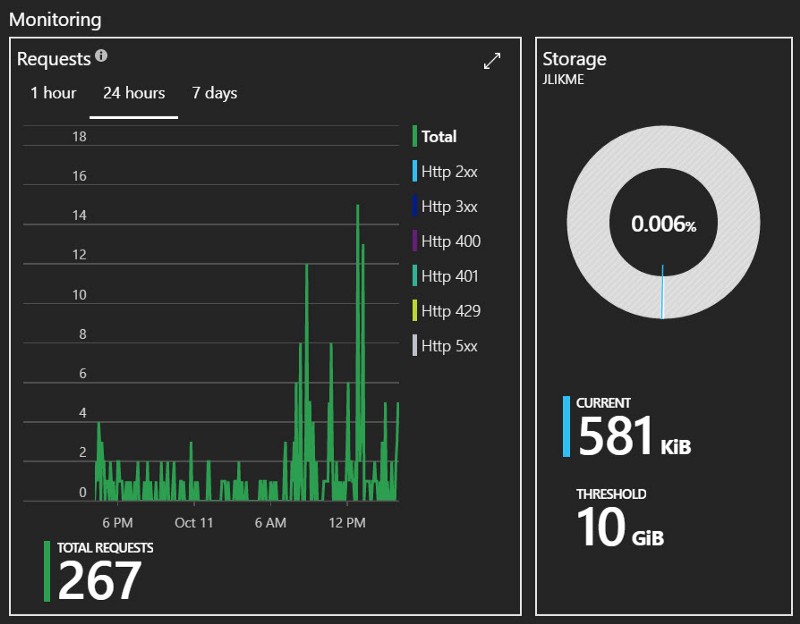 Monitoring
Requests
1 hour 24 hours 7 days
18
16
14
12
10
8
6
4
2
0
6 PM Oct 11 6 AM 12 PM
Total
Http 2xx
Http 3xx
Http 400
Http 401
Http 429
Http 5xx
TOTAL REQUESTS
267
Storage
JLIKME
0.006%
CURRENT
581 KiB
THRESHOLD
10 GiB